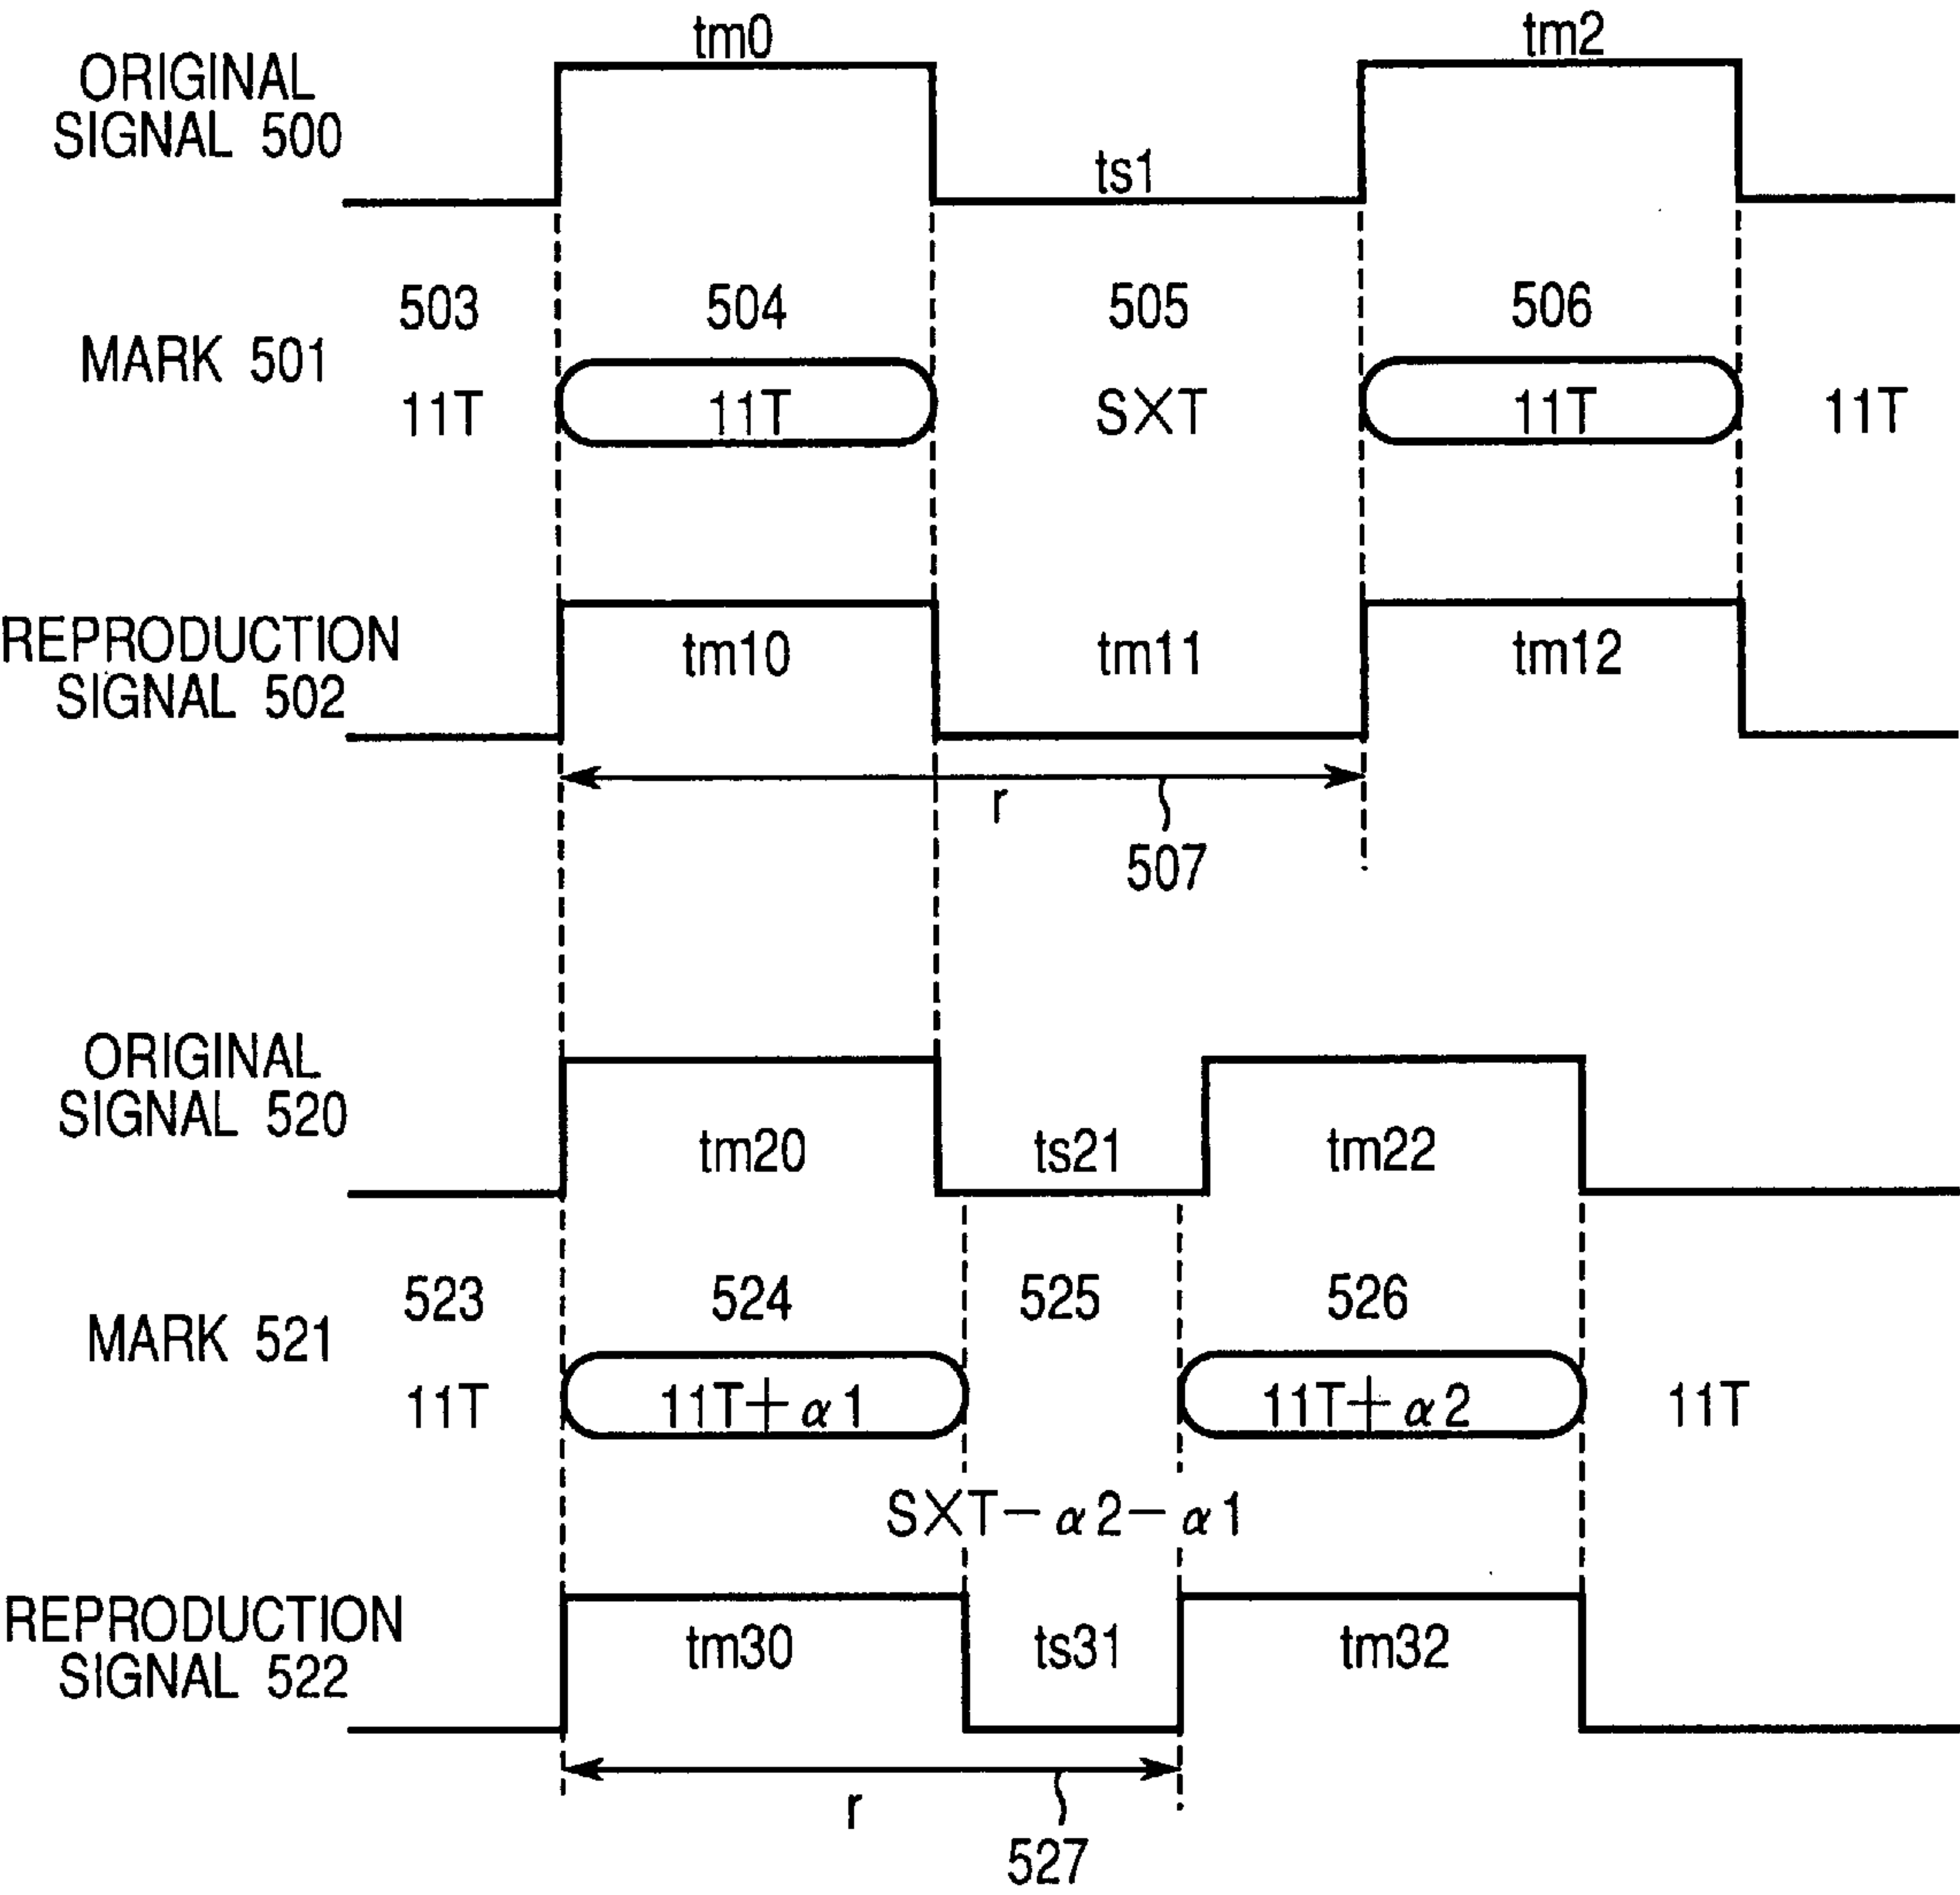 tm0
tm2
ORIGINAL
SIGNAL 500
ts1
503
504
505
506
MARK 501
11T
11T
SXT
11T
11T
REPRODUCTION
SIGNAL 502
tm10
tm11
tm12
r
507
ORIGINAL
SIGNAL 520
tm20
ts21
tm22
523
524
525
526
MARK 521
11T
11T+α1
11T+α2
11T
SXT-α2-α1
REPRODUCTION
SIGNAL 522
tm30
ts31
tm32
r
527